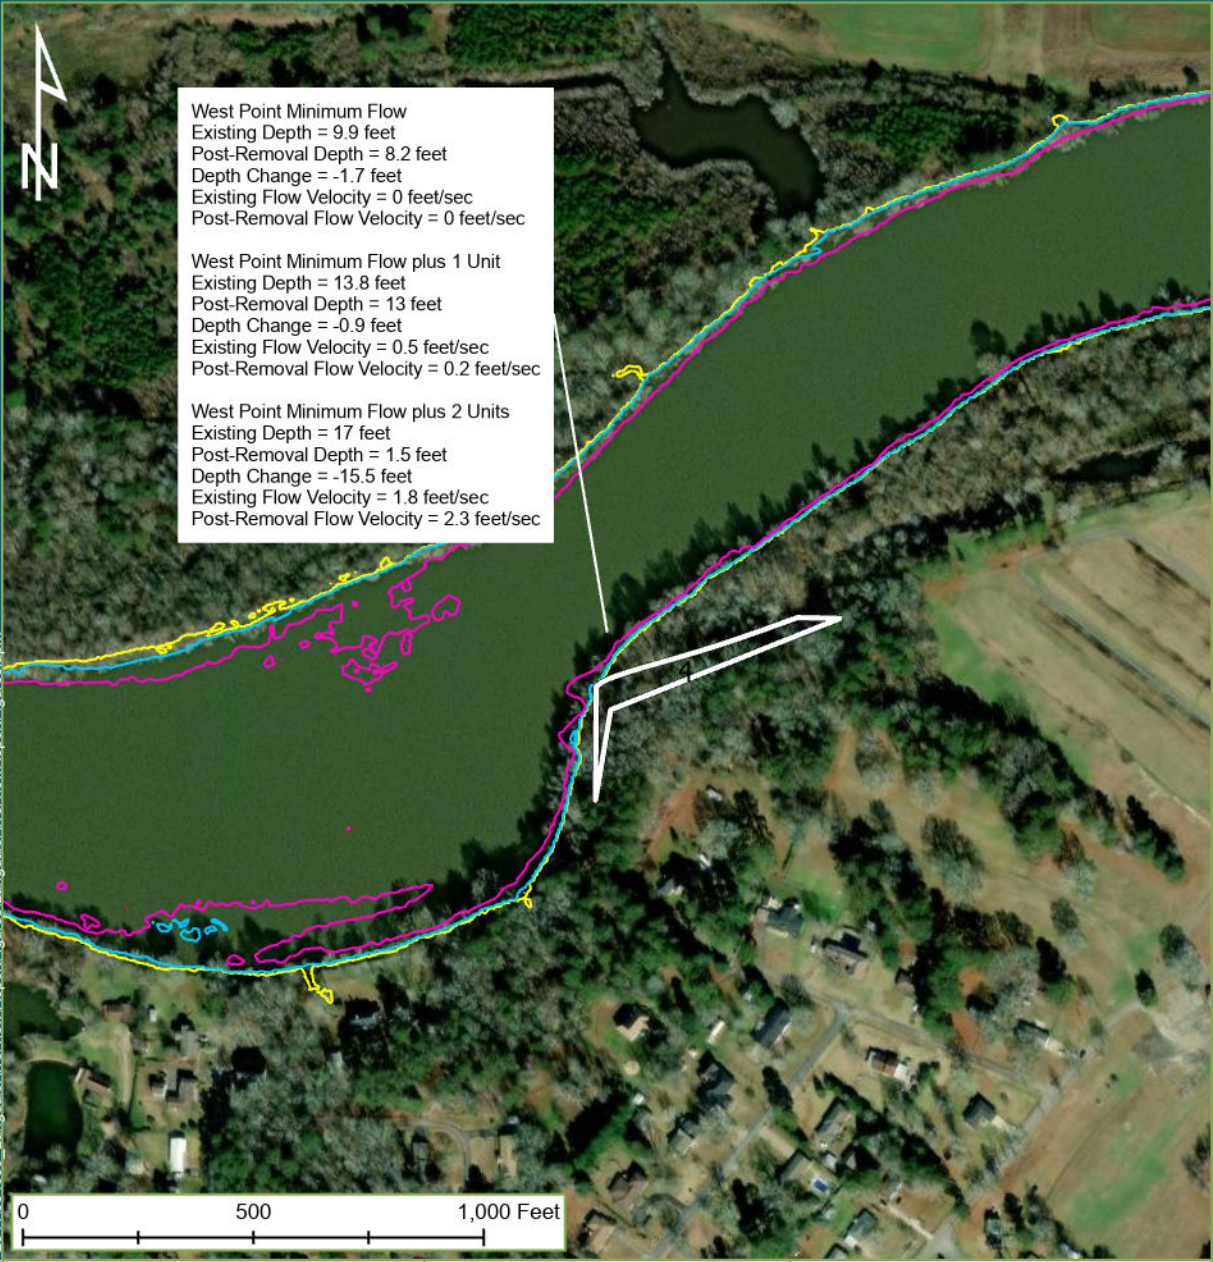 N
West Point Minimum Flow
Existing Depth = 9.9 feet
Post-Removal Depth = 8.2 feet
Depth Change = -1.7 feet
Existing Flow Velocity = 0 feet/sec
Post-Removal Flow Velocity = 0 feet/sec
West Point Minimum Flow plus 1 Unit
Existing Depth = 13.8 feet
Post-Removal Depth = 13 feet
Depth Change = -0.9 feet
Existing Flow Velocity = 0.5 feet/sec
Post-Removal Flow Velocity = 0.2 feet/sec
West Point Minimum Flow plus 2 Units
Existing Depth = 17 feet
Post-Removal Depth = 1.5 feet
Depth Change = -15.5 feet
Existing Flow Velocity = 1.8 feet/sec
Post-Removal Flow Velocity = 2.3 feet/sec
4
0 500 1,000 Feet